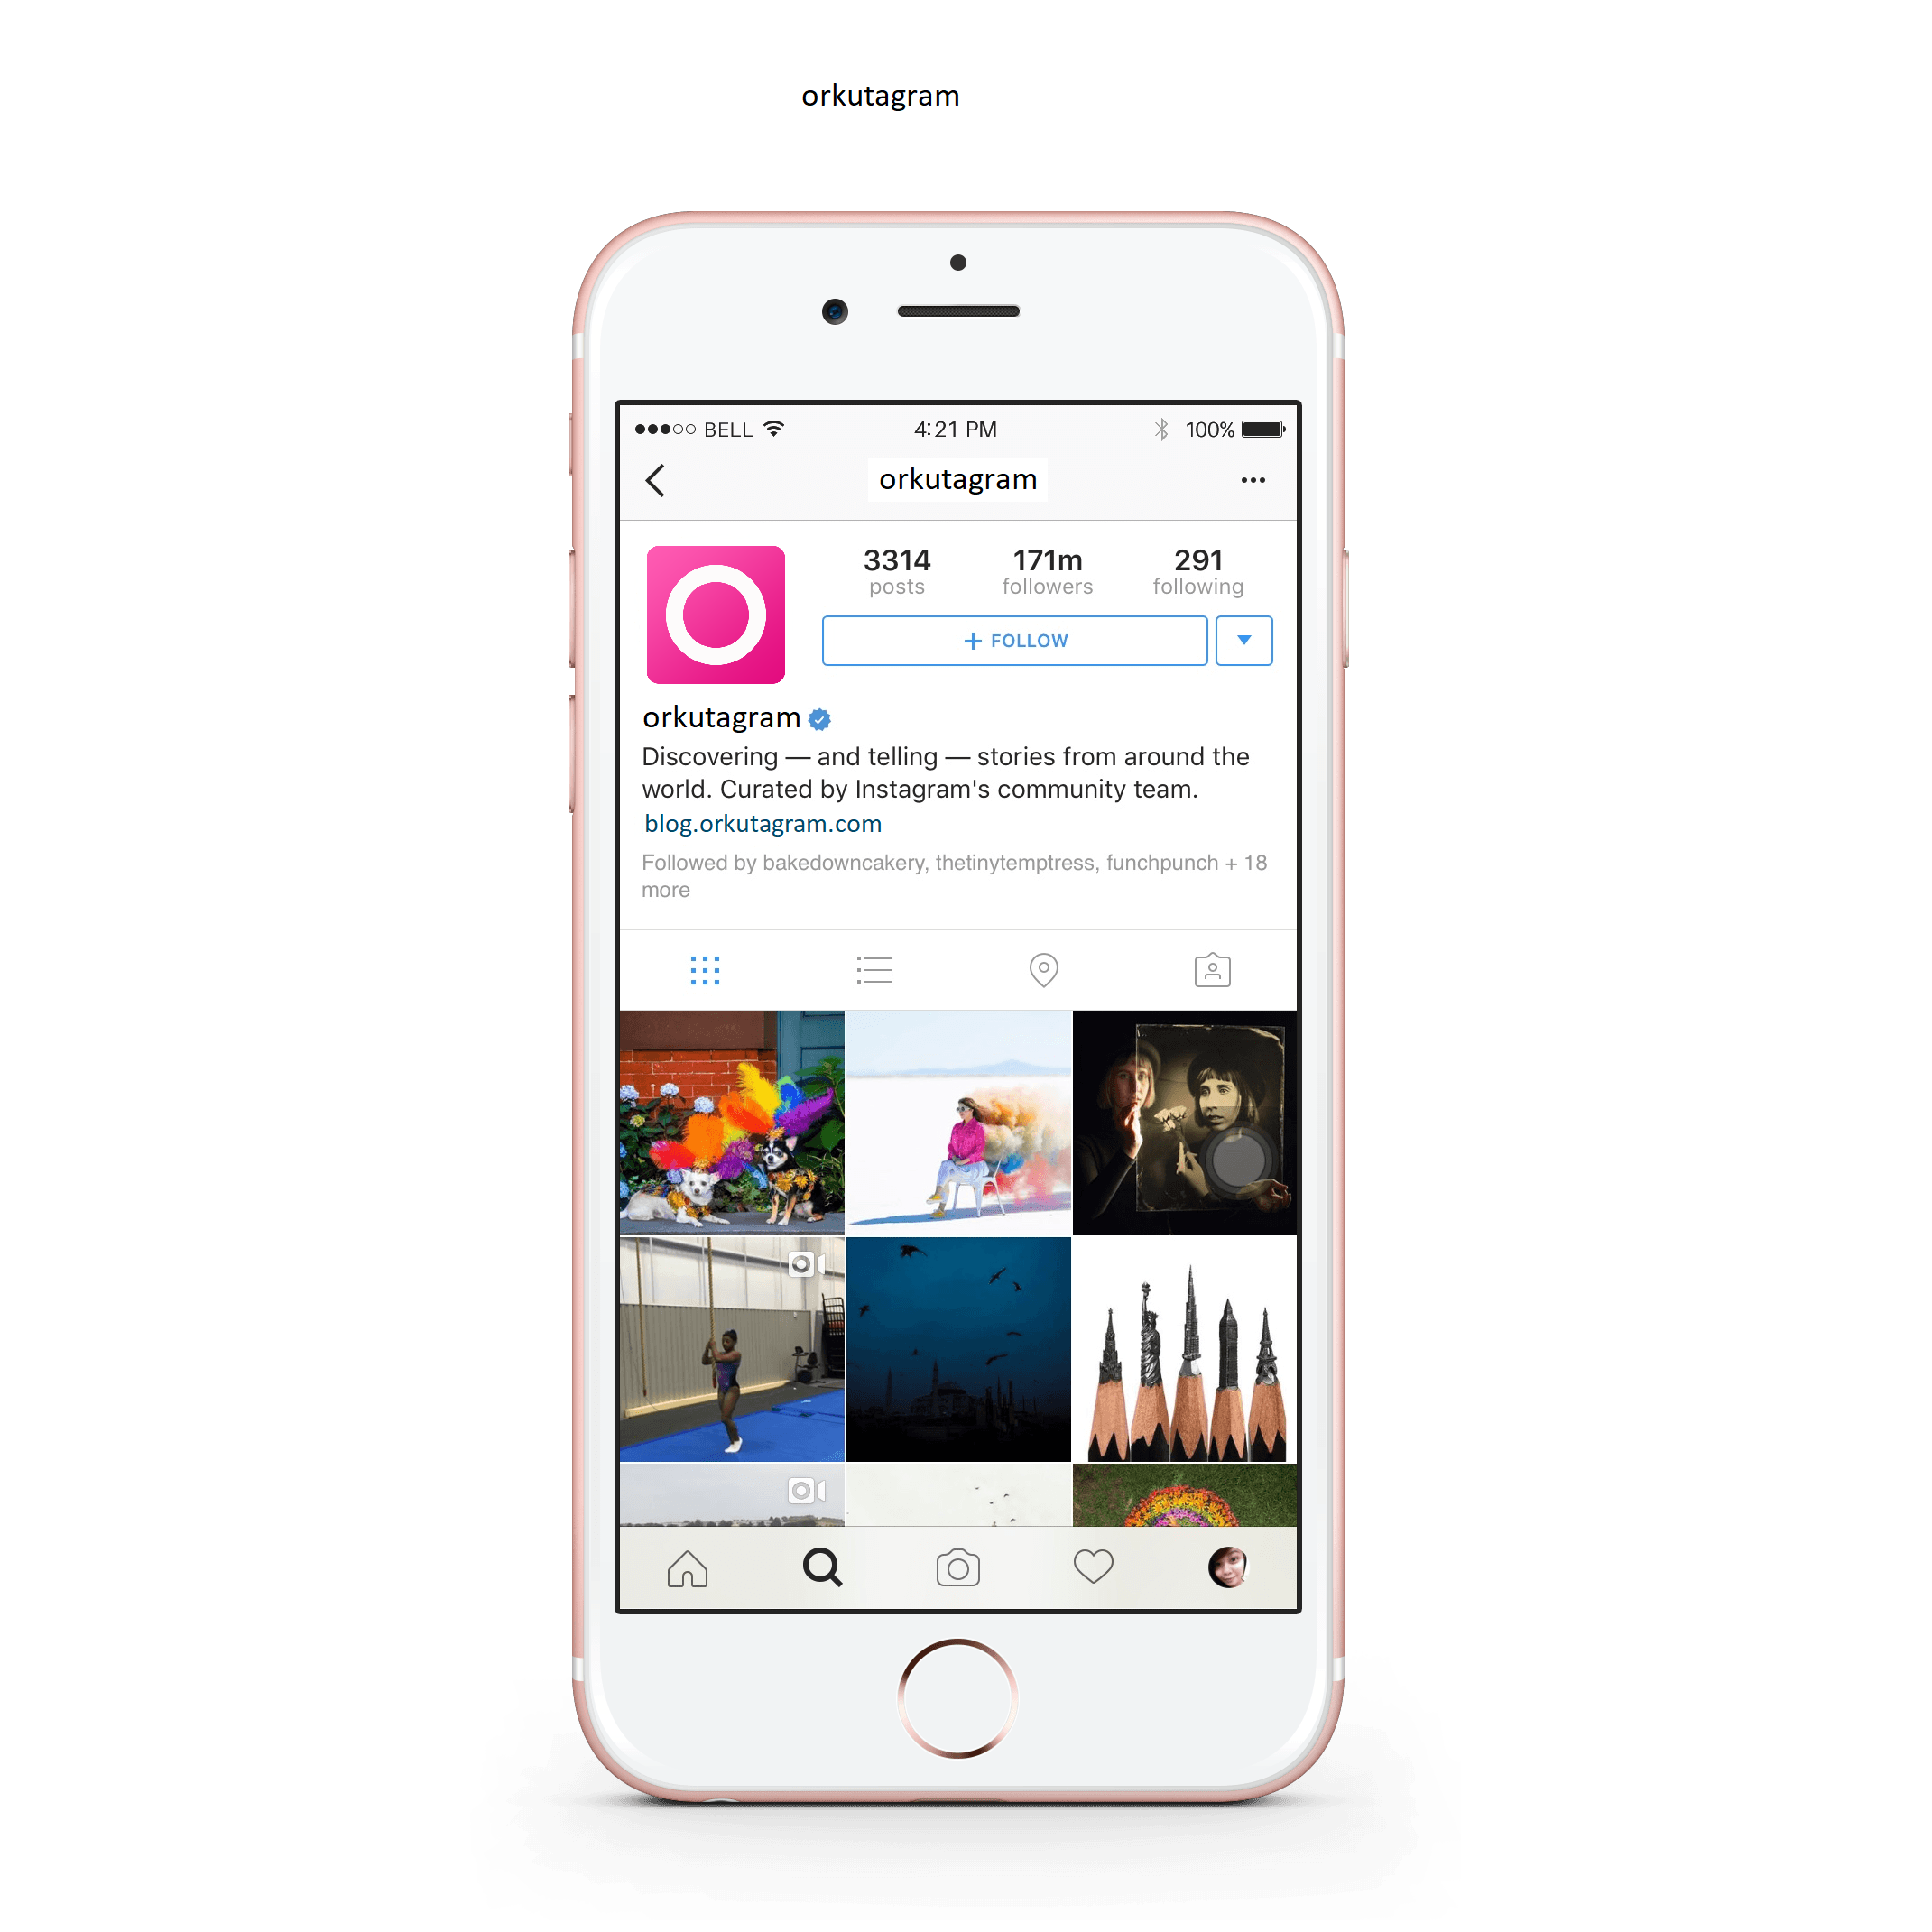 orkutagram
BELL 4:21 PM 100%
orkutagram
3314 171m 291
posts followers following
+ FOLLOW
orkutagram
Discovering — and telling — stories from around the
world. Curated by Instagram's community team.
blog.orkutagram.com
Followed by bakedowncakery, thetinytemptress, funchpunch + 18
more